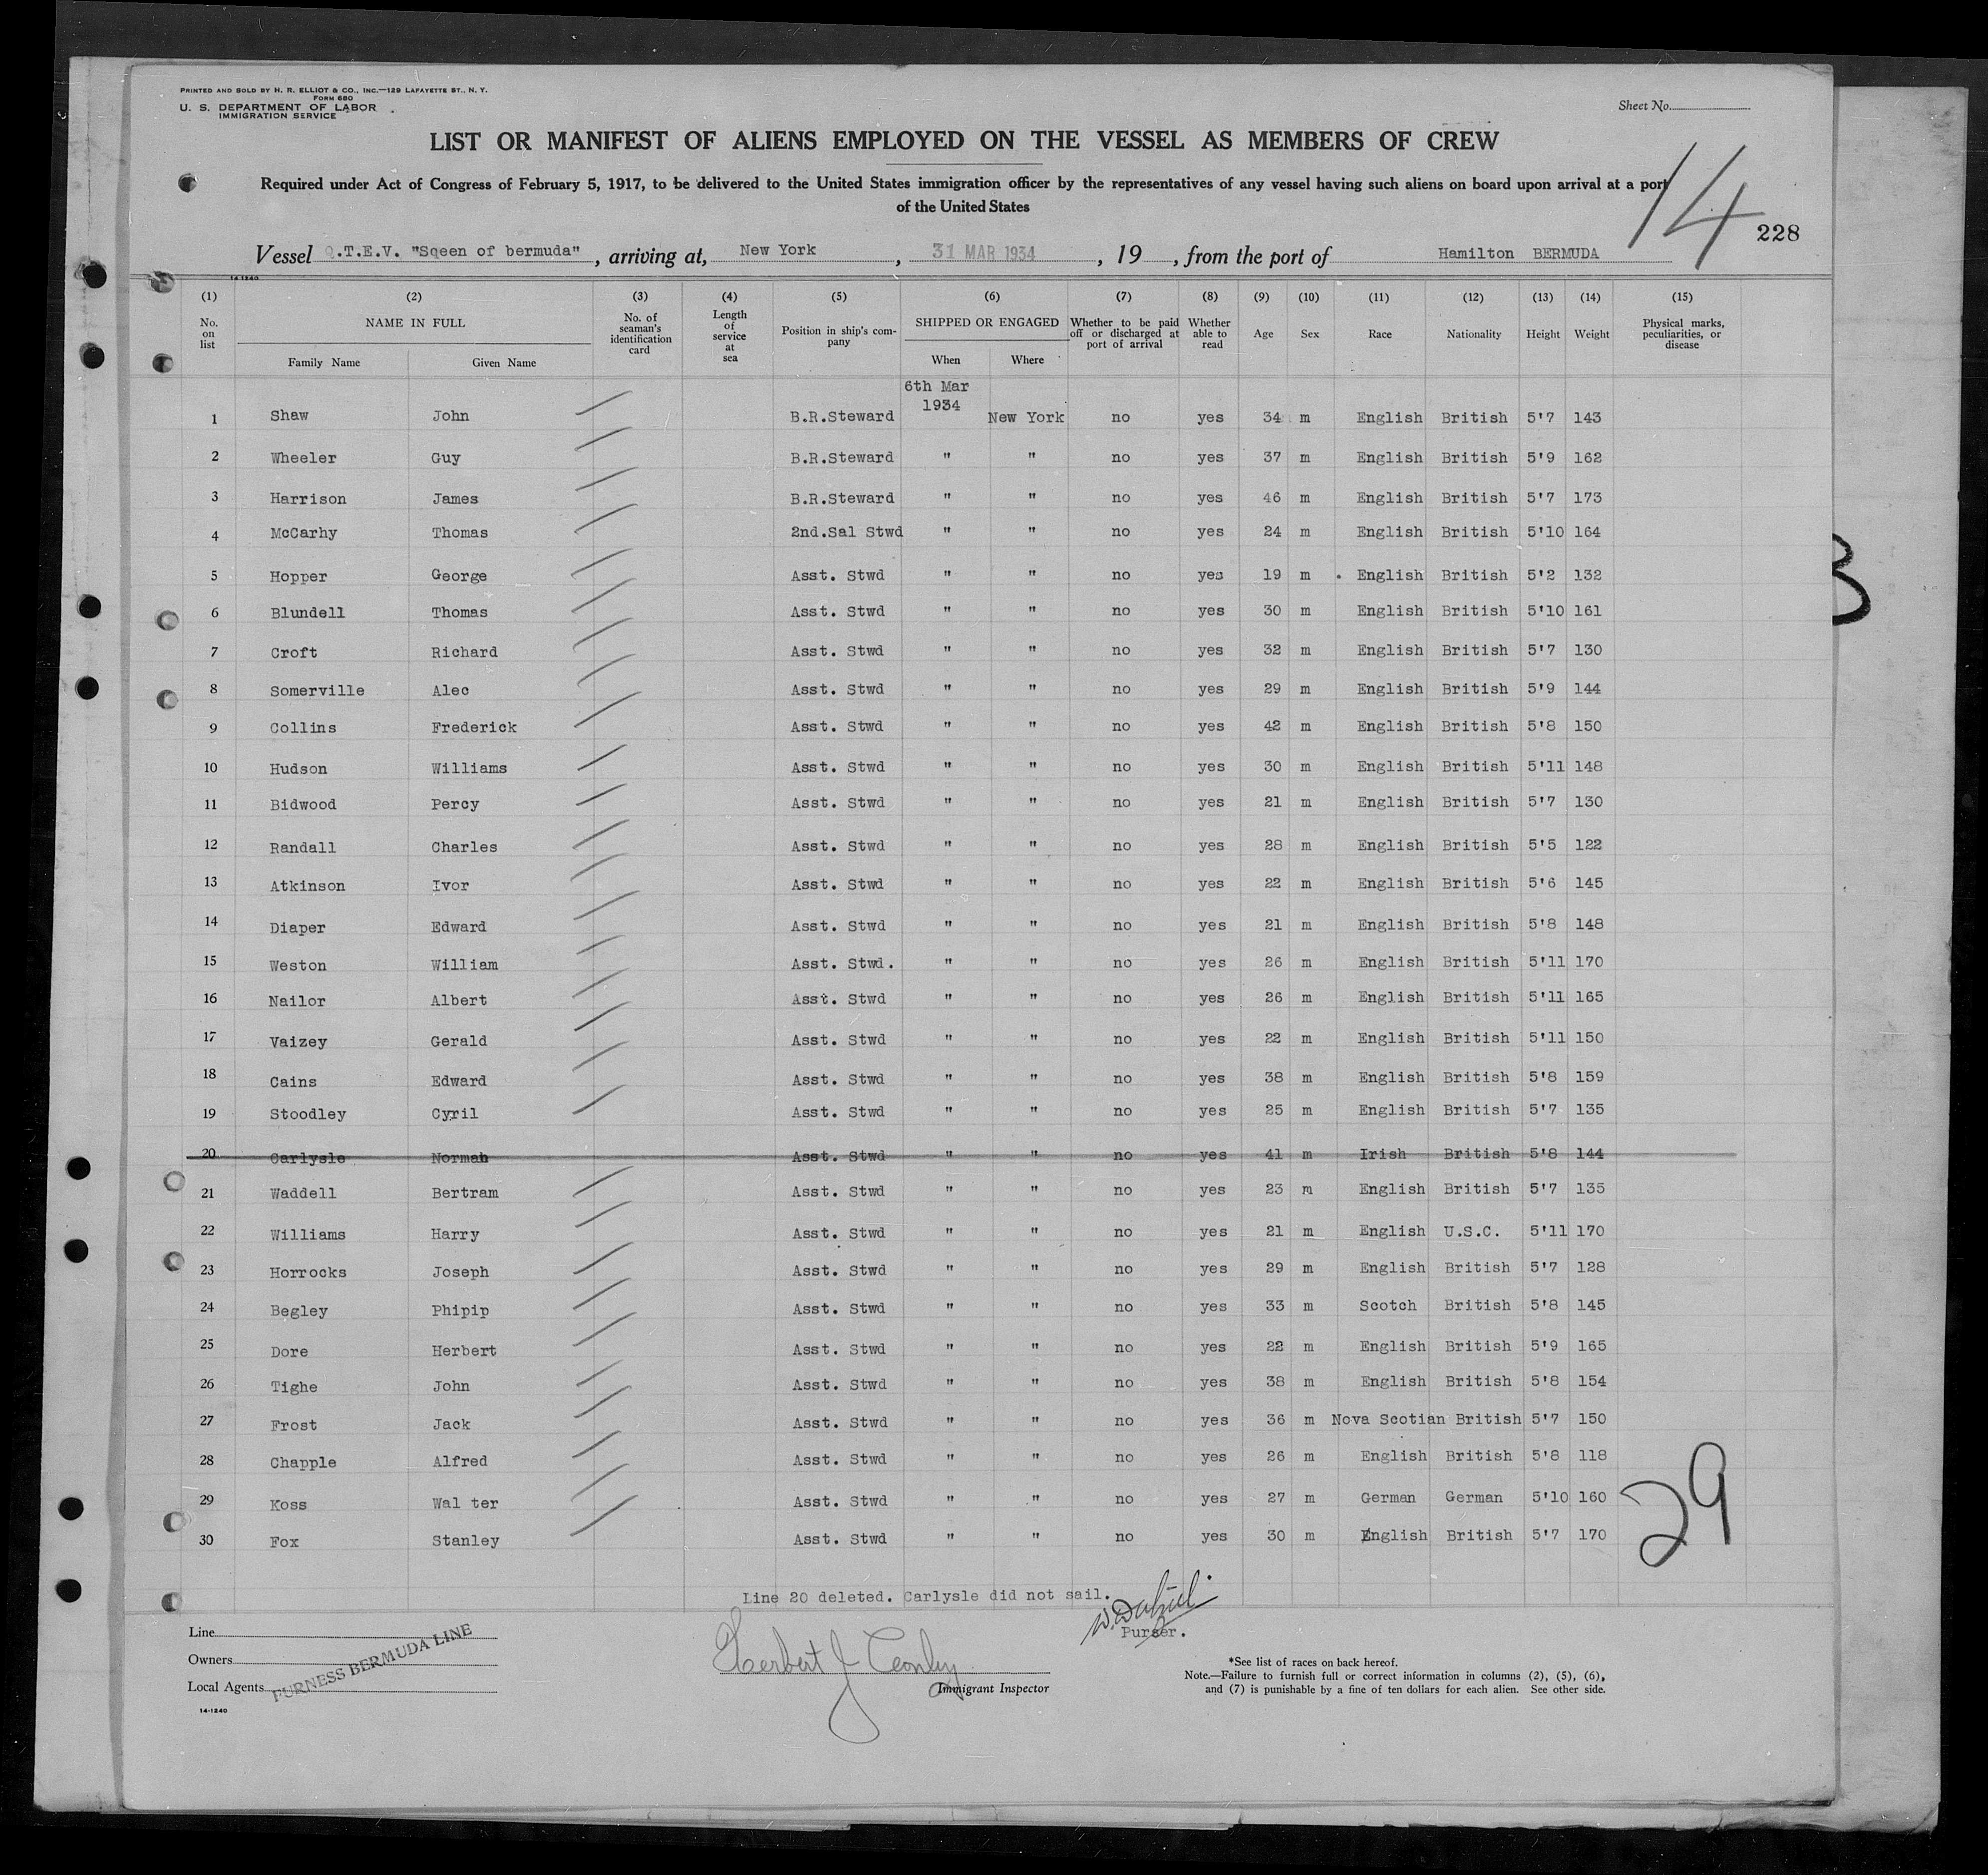 PRINTED AND SOLD BY H. R. ELLIOT & CO., INC.—129 LAFAYETTE ST., N. Y.
FORM 680
U. S. DEPARTMENT OF LABOR
IMMIGRATION SERVICE
Sheet No.
LIST OR MANIFEST OF ALIENS EMPLOYED ON THE VESSEL AS MEMBERS OF CREW
Required under Act of Congress of February 5, 1917, to be delivered to the United States immigration officer by the representatives of any vessel having such aliens on board upon arrival at a port
of the United States
14
228
Vessel Q.T.E.V. "Sqeen of bermuda", arriving at, New York, 31 MAR 1934, 19 , from the port of Hamilton BERMUDA
14-1240
(1) (2) (3) (4) (5) (6) (7) (8) (9) (10) (11) (12) (13) (14) (15)
No. on list NAME IN FULL Family Name Given Name No. of seaman's identification card Length of service at sea Position in ship's company SHIPPED OR ENGAGED When Where Whether to be paid off or discharged at port of arrival Whether able to read Age Sex Race Nationality Height Weight Physical marks, peculiarities, or disease
6th Mar
1 Shaw John B.R.Steward 1934 New York no yes 34 m English British 5'7 143
2 Wheeler Guy B.R.Steward " " no yes 37 m English British 5'9 162
3 Harrison James B.R.Steward " " no yes 46 m English British 5'7 173
4 McCarhy Thomas 2nd.Sal Stwd " " no yes 24 m English British 5'10 164
5 Hopper George Asst. Stwd " " no yes 19 m English British 5'2 132
6 Blundell Thomas Asst. Stwd " " no yes 30 m English British 5'10 161
7 Croft Richard Asst. Stwd " " no yes 32 m English British 5'7 130
8 Somerville Alec Asst. Stwd " " no yes 29 m English British 5'9 144
9 Collins Frederick Asst. Stwd " " no yes 42 m English British 5'8 150
10 Hudson Williams Asst. Stwd " " no yes 30 m English British 5'11 148
11 Bidwood Percy Asst. Stwd " " no yes 21 m English British 5'7 130
12 Randall Charles Asst. Stwd " " no yes 28 m English British 5'5 122
13 Atkinson Ivor Asst. Stwd " " no yes 22 m English British 5'6 145
14 Diaper Edward Asst. Stwd " " no yes 21 m English British 5'8 148
15 Weston William Asst. Stwd. " " no yes 26 m English British 5'11 170
16 Nailor Albert Asst. Stwd " " no yes 26 m English British 5'11 165
17 Vaizey Gerald Asst. Stwd " " no yes 22 m English British 5'11 150
18 Cains Edward Asst. Stwd " " no yes 38 m English British 5'8 159
19 Stoodley Cyril Asst. Stwd " " no yes 25 m English British 5'7 135
20 Carlysle Norman Asst. Stwd " " no yes 41 m Irish British 5'8 144
21 Waddell Bertram Asst. Stwd " " no yes 23 m English British 5'7 135
22 Williams Harry Asst. Stwd " " no yes 21 m English U.S.C. 5'11 170
23 Horrocks Joseph Asst. Stwd " " no yes 29 m English British 5'7 128
24 Begley Phipip Asst. Stwd " " no yes 33 m Scotch British 5'8 145
25 Dore Herbert Asst. Stwd " " no yes 22 m English British 5'9 165
26 Tighe John Asst. Stwd " " no yes 38 m English British 5'8 154
27 Frost Jack Asst. Stwd " " no yes 36 m Nova Scotian British 5'7 150
28 Chapple Alfred Asst. Stwd " " no yes 26 m English British 5'8 118
29 Koss Wal ter Asst. Stwd " " no yes 27 m German German 5'10 160
30 Fox Stanley Asst. Stwd " " no yes 30 m English British 5'7 170
29
Line 20 deleted. Carlysle did not sail.
Purser.
Line
Owners
Local Agents
FURNESS BERMUDA LINE
Herbert J
Immigrant Inspector
*See list of races on back hereof.
Note.—Failure to furnish full or correct information in columns (2), (5), (6),
and (7) is punishable by a fine of ten dollars for each alien. See other side.
14-1240